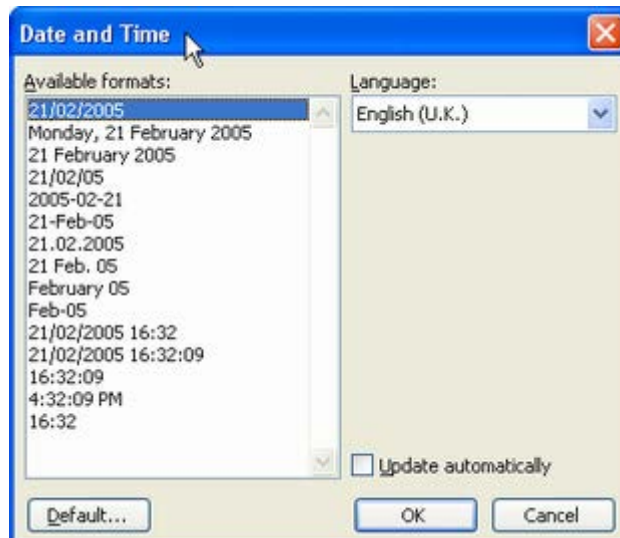 Date and Time
Available formats:
21/02/2005
Monday, 21 February 2005
21 February 2005
21/02/05
2005-02-21
21-Feb-05
21.02.2005
21 Feb. 05
February 05
Feb-05
21/02/2005 16:32
21/02/2005 16:32:09
16:32:09
4:32:09 PM
16:32
Language:
English (U.K.)
Update automatically
Default...
OK
Cancel